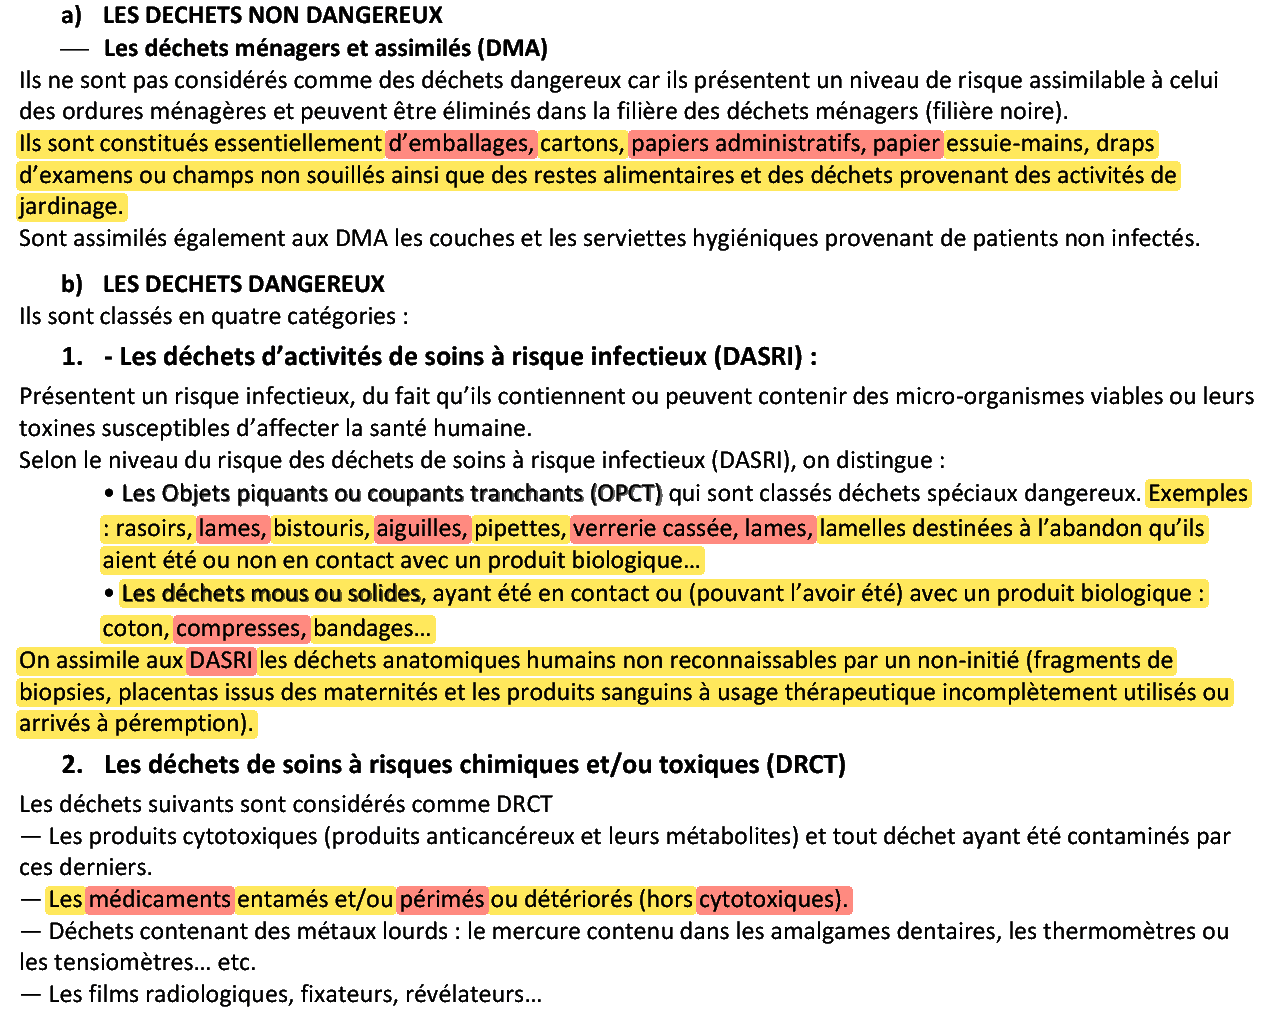 a) LES DECHETS NON DANGEREUX
— Les déchets ménagers et assimilés (DMA)
Ils ne sont pas considérés comme des déchets dangereux car ils présentent un niveau de risque assimilable à celui
des ordures ménagères et peuvent être éliminés dans la filière des déchets ménagers (filière noire).
Ils sont constitués essentiellement d’emballages, cartons, papiers administratifs, papier essuie-mains, draps
d’examens ou champs non souillés ainsi que des restes alimentaires et des déchets provenant des activités de
jardinage.
Sont assimilés également aux DMA les couches et les serviettes hygiéniques provenant de patients non infectés.
b) LES DECHETS DANGEREUX
Ils sont classés en quatre catégories :
1. - Les déchets d’activités de soins à risque infectieux (DASRI) :
Présentent un risque infectieux, du fait qu’ils contiennent ou peuvent contenir des micro-organismes viables ou leurs
toxines susceptibles d’affecter la santé humaine.
Selon le niveau du risque des déchets de soins à risque infectieux (DASRI), on distingue :
• Les Objets piquants ou coupants tranchants (OPCT) qui sont classés déchets spéciaux dangereux. Exemples
: rasoirs, lames, bistouris, aiguilles, pipettes, verrerie cassée, lames, lamelles destinées à l’abandon qu’ils
aient été ou non en contact avec un produit biologique…
• Les déchets mous ou solides, ayant été en contact ou (pouvant l’avoir été) avec un produit biologique :
coton, compresses, bandages…
On assimile aux DASRI les déchets anatomiques humains non reconnaissables par un non-initié (fragments de
biopsies, placentas issus des maternités et les produits sanguins à usage thérapeutique incomplètement utilisés ou
arrivés à péremption).
2. Les déchets de soins à risques chimiques et/ou toxiques (DRCT)
Les déchets suivants sont considérés comme DRCT
— Les produits cytotoxiques (produits anticancéreux et leurs métabolites) et tout déchet ayant été contaminés par
ces derniers.
— Les médicaments entamés et/ou périmés ou détériorés (hors cytotoxiques).
— Déchets contenant des métaux lourds : le mercure contenu dans les amalgames dentaires, les thermomètres ou
les tensiomètres… etc.
— Les films radiologiques, fixateurs, révélateurs…